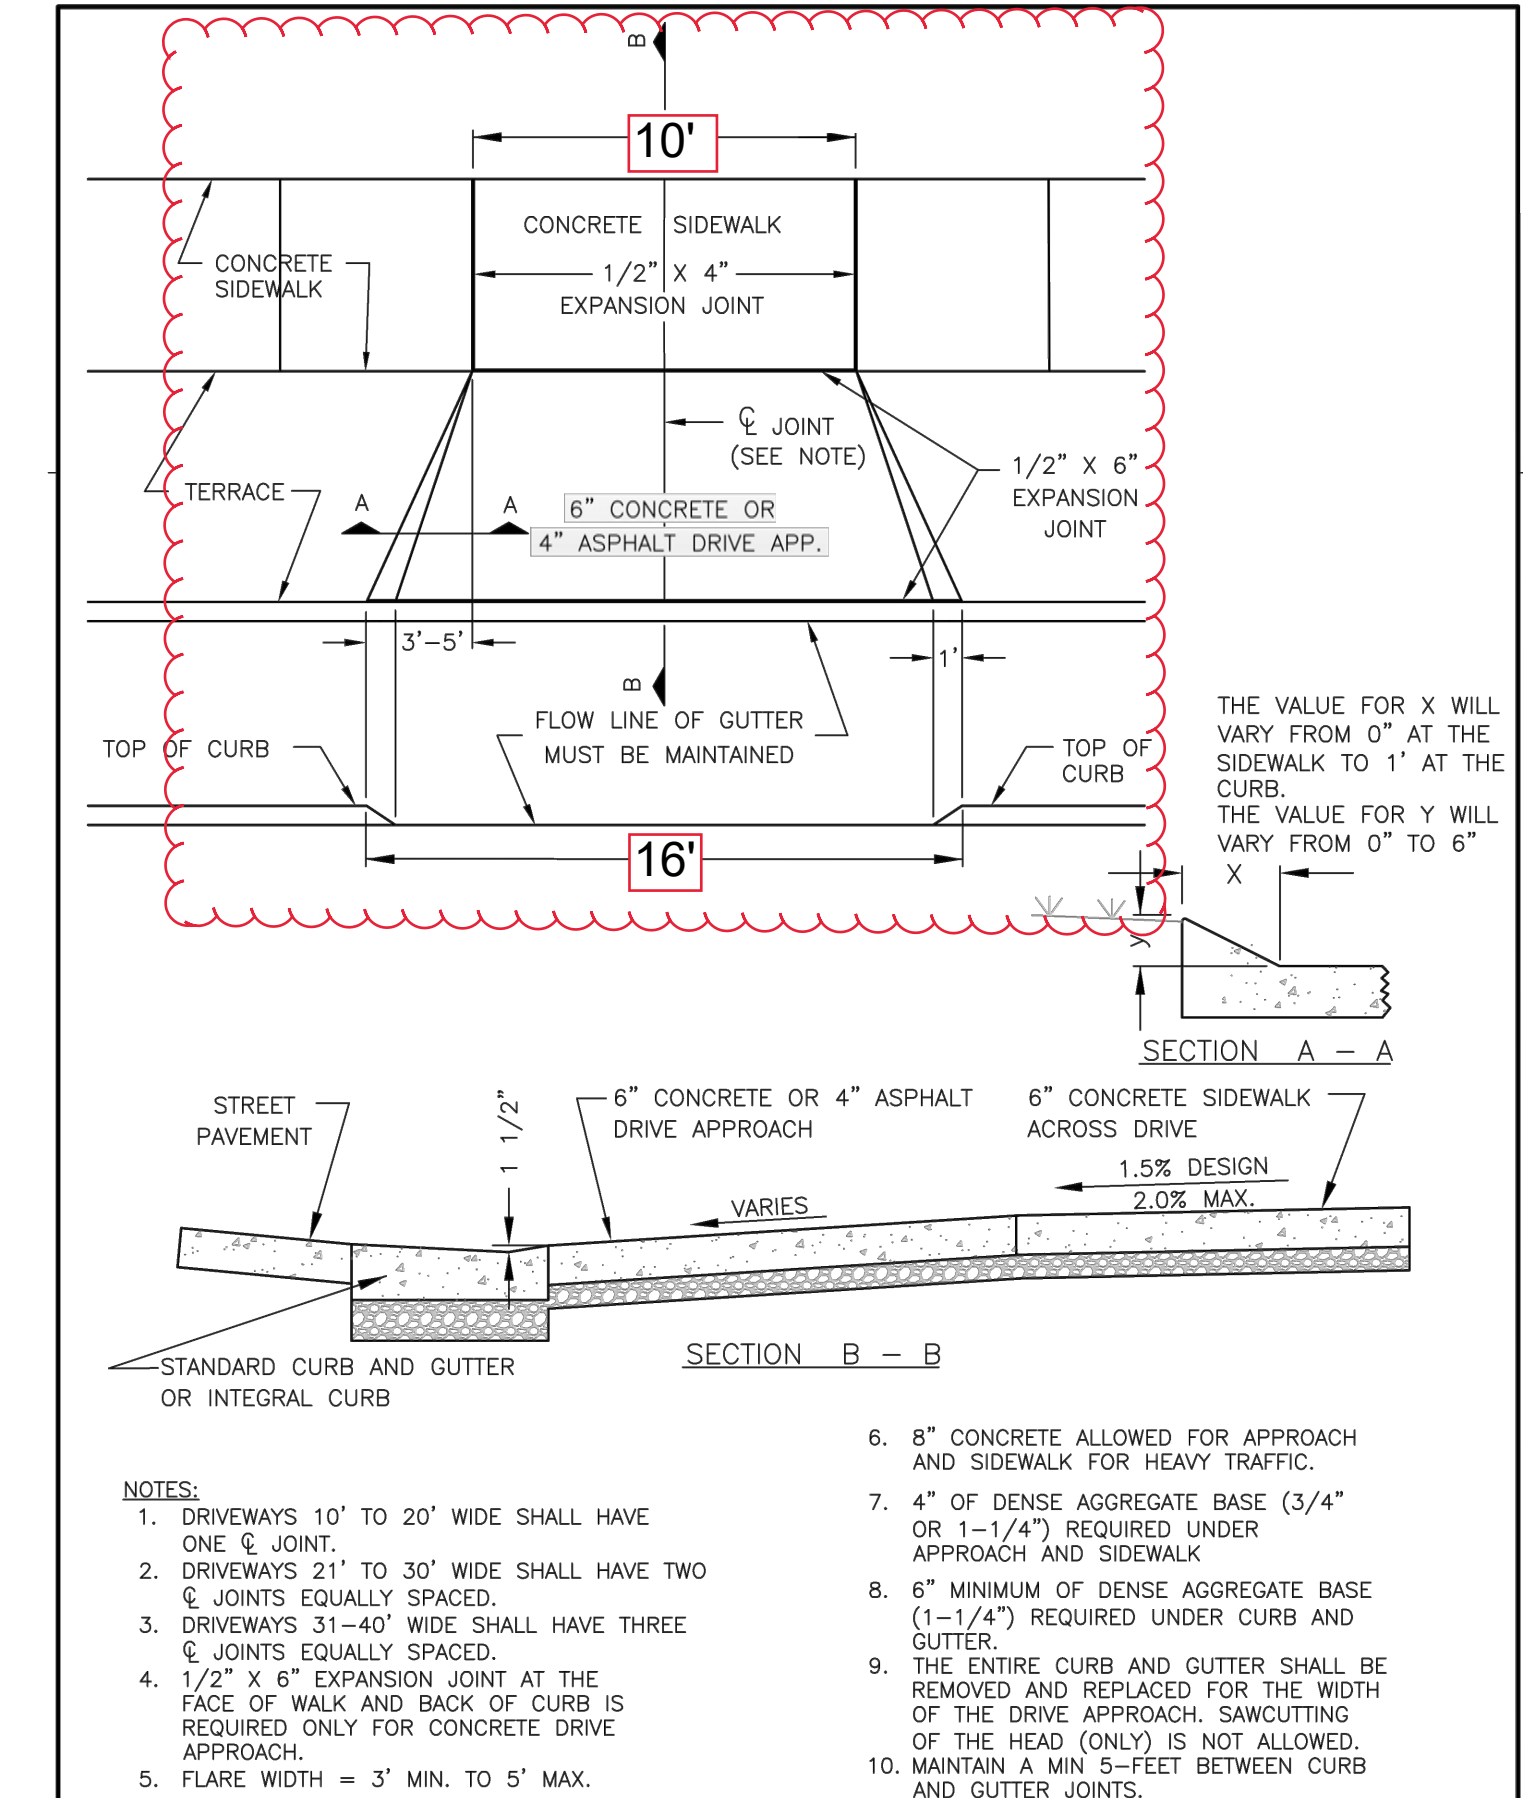 B
10'
CONCRETE SIDEWALK
1/2” X 4”
EXPANSION JOINT
CONCRETE
SIDEWALK
℄ JOINT
(SEE NOTE)
1/2” X 6”
EXPANSION
JOINT
TERRACE
A A
6” CONCRETE OR
4” ASPHALT DRIVE APP.
3’-5’
1’
B
FLOW LINE OF GUTTER
MUST BE MAINTAINED
TOP OF CURB
TOP OF
CURB
16'
THE VALUE FOR X WILL
VARY FROM 0” AT THE
SIDEWALK TO 1’ AT THE
CURB.
THE VALUE FOR Y WILL
VARY FROM 0” TO 6”
X
y
SECTION A – A
STREET
PAVEMENT
1 1/2”
6” CONCRETE OR 4” ASPHALT
DRIVE APPROACH
6” CONCRETE SIDEWALK
ACROSS DRIVE
1.5% DESIGN
2.0% MAX.
VARIES
STANDARD CURB AND GUTTER
OR INTEGRAL CURB
SECTION B – B
NOTES:
1. DRIVEWAYS 10’ TO 20’ WIDE SHALL HAVE
ONE ℄ JOINT.
2. DRIVEWAYS 21’ TO 30’ WIDE SHALL HAVE TWO
℄ JOINTS EQUALLY SPACED.
3. DRIVEWAYS 31-40’ WIDE SHALL HAVE THREE
℄ JOINTS EQUALLY SPACED.
4. 1/2” X 6” EXPANSION JOINT AT THE
FACE OF WALK AND BACK OF CURB IS
REQUIRED ONLY FOR CONCRETE DRIVE
APPROACH.
5. FLARE WIDTH = 3’ MIN. TO 5’ MAX.
6. 8” CONCRETE ALLOWED FOR APPROACH
AND SIDEWALK FOR HEAVY TRAFFIC.
7. 4” OF DENSE AGGREGATE BASE (3/4”
OR 1-1/4”) REQUIRED UNDER
APPROACH AND SIDEWALK
8. 6” MINIMUM OF DENSE AGGREGATE BASE
(1-1/4”) REQUIRED UNDER CURB AND
GUTTER.
9. THE ENTIRE CURB AND GUTTER SHALL BE
REMOVED AND REPLACED FOR THE WIDTH
OF THE DRIVE APPROACH. SAWCUTTING
OF THE HEAD (ONLY) IS NOT ALLOWED.
10. MAINTAIN A MIN 5-FEET BETWEEN CURB
AND GUTTER JOINTS.